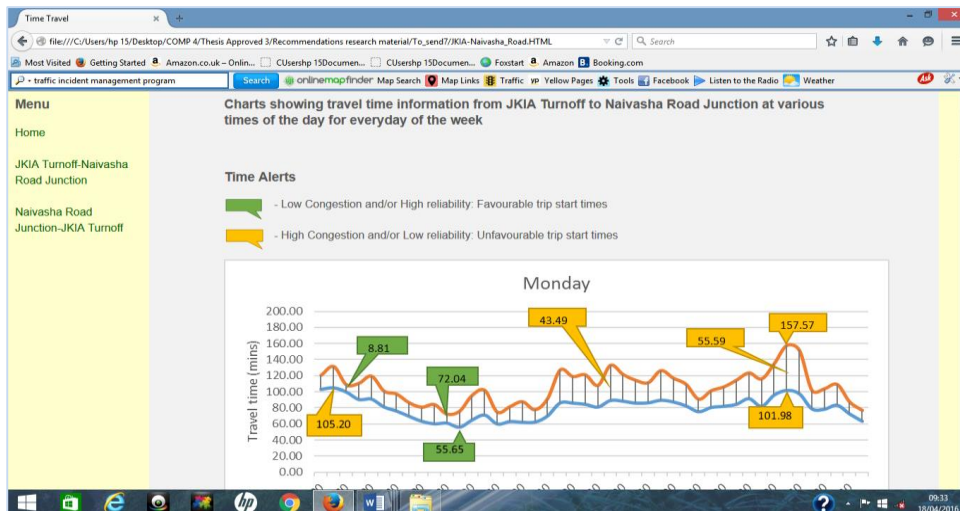 Time Travel
file:///C:/Users/hp 15/Desktop/COMP 4/Thesis Approved 3/Recommendations research material/To_send7/JKIA-Naivasha_Road.HTML
Search
Most Visited Getting Started Amazon.co.uk – Onlin... CUsershp 15Documen... CUsershp 15Documen... Foxstart Amazon Booking.com
traffic incident management program Search onlinemapfinder Map Search Map Links Traffic YP Yellow Pages Tools Facebook Listen to the Radio Weather Ask
Menu
Home
JKIA Turnoff-Naivasha
Road Junction
Naivasha Road
Junction-JKIA Turnoff
Charts showing travel time information from JKIA Turnoff to Naivasha Road Junction at various
times of the day for everyday of the week
Time Alerts
- Low Congestion and/or High reliability: Favourable trip start times
- High Congestion and/or Low reliability: Unfavourable trip start times
Monday
Travel time (mins)
200.00
180.00
160.00
140.00
120.00
100.00
80.00
60.00
40.00
20.00
0.00
105.20
8.81
72.04
55.65
43.49
55.59
157.57
101.98
09:33
18/04/2016